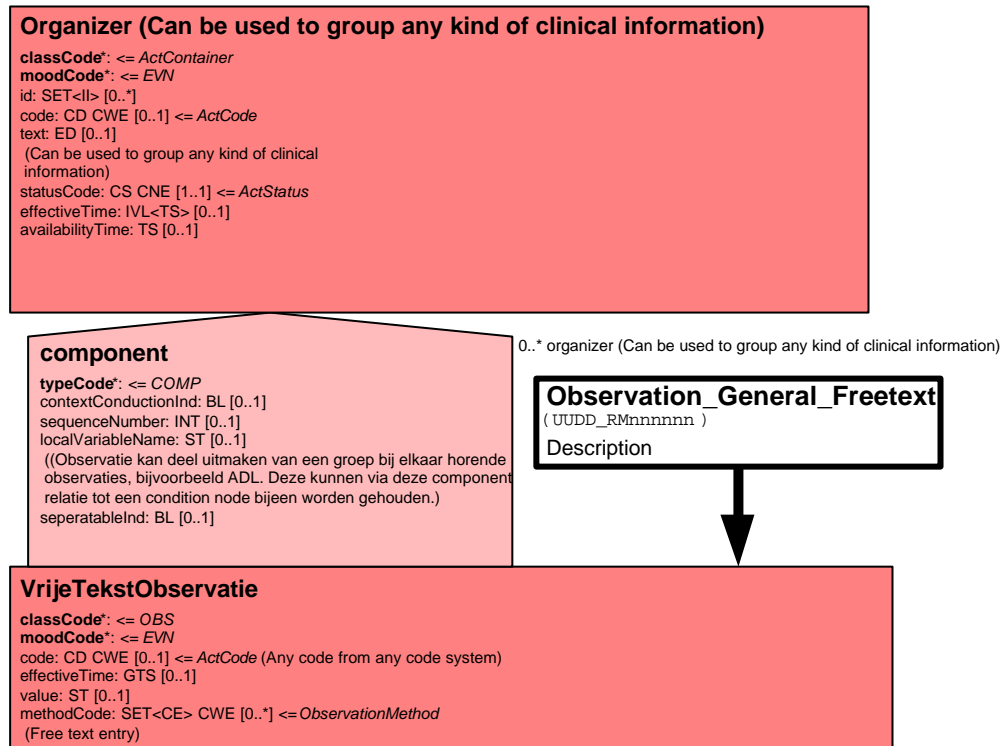 Organizer (Can be used to group any kind of clinical information)
classCode*: <= ActContainer
moodCode*: <= EVN
id: SET<II> [0..*]
code: CD CWE [0..1] <= ActCode
text: ED [0..1]
(Can be used to group any kind of clinical
information)
statusCode: CS CNE [1..1] <= ActStatus
effectiveTime: IVL<TS> [0..1]
availabilityTime: TS [0..1]
component
typeCode*: <= COMP
contextConductionInd: BL [0..1]
sequenceNumber: INT [0..1]
localVariableName: ST [0..1]
((Observatie kan deel uitmaken van een groep bij elkaar horende
observaties, bijvoorbeeld ADL. Deze kunnen via deze component
relatie tot een condition node bijeen worden gehouden.)
seperatableInd: BL [0..1]
0..* organizer (Can be used to group any kind of clinical information)
Observation_General_Freetext
( UUDD_RMnnnnnn )
Description
VrijeTekstObservatie
classCode*: <= OBS
moodCode*: <= EVN
code: CD CWE [0..1] <= ActCode (Any code from any code system)
effectiveTime: GTS [0..1]
value: ST [0..1]
methodCode: SET<CE> CWE [0..*] <= ObservationMethod
(Free text entry)